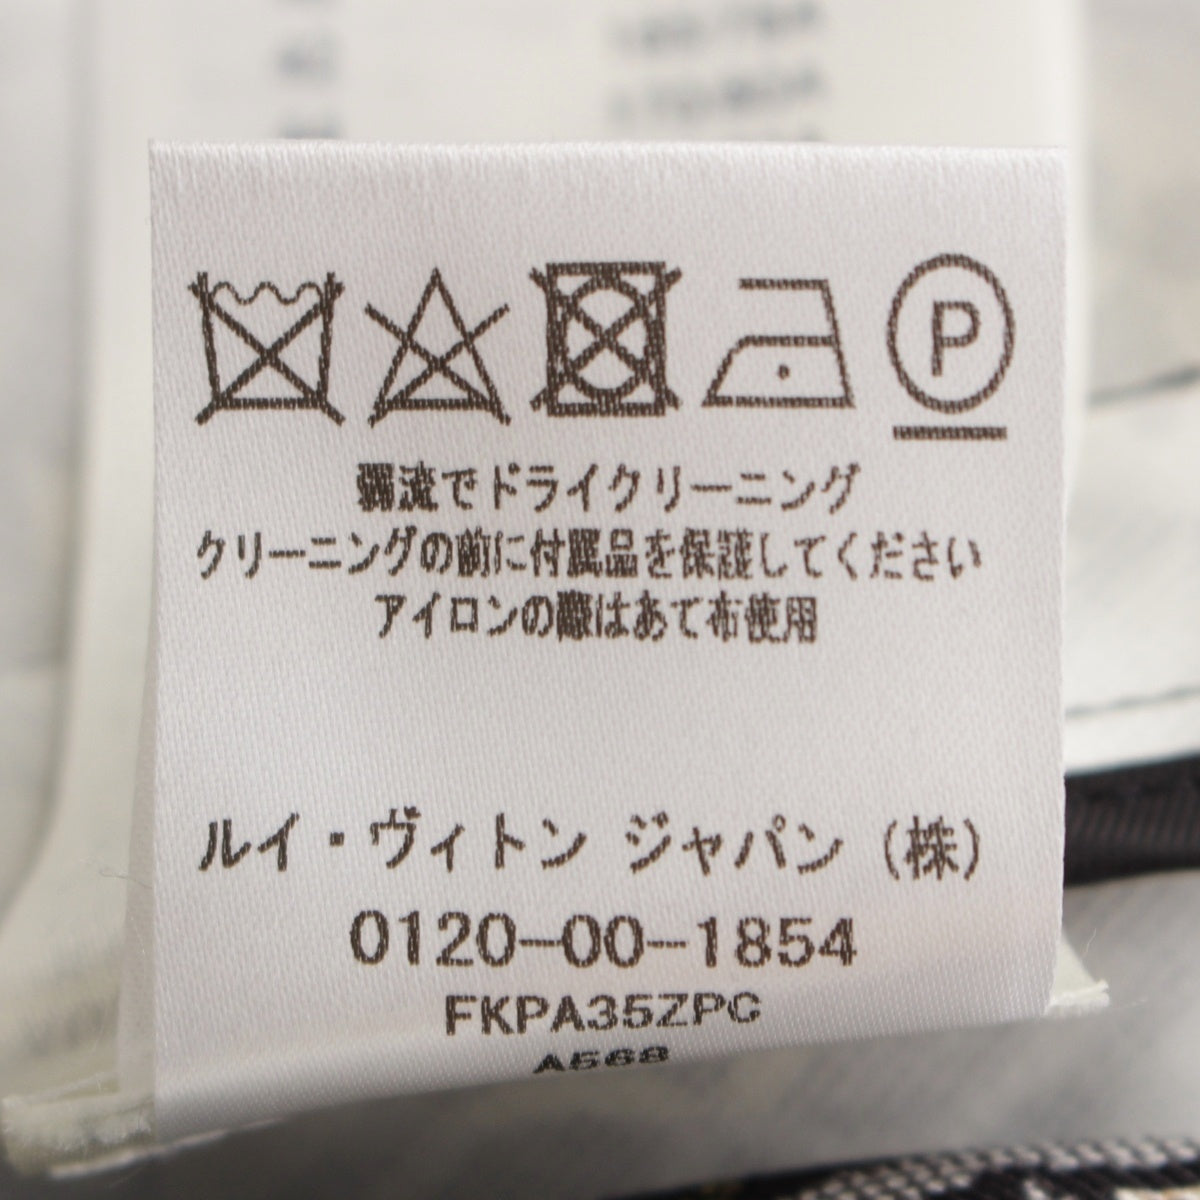 P
弱流でドライクリーニング
クリーニングの前に付属品を保護してください
アイロンの際はあて布使用
ルイ・ヴィトン ジャパン（株）
0120-00-1854
FKPA35ZPC
A568